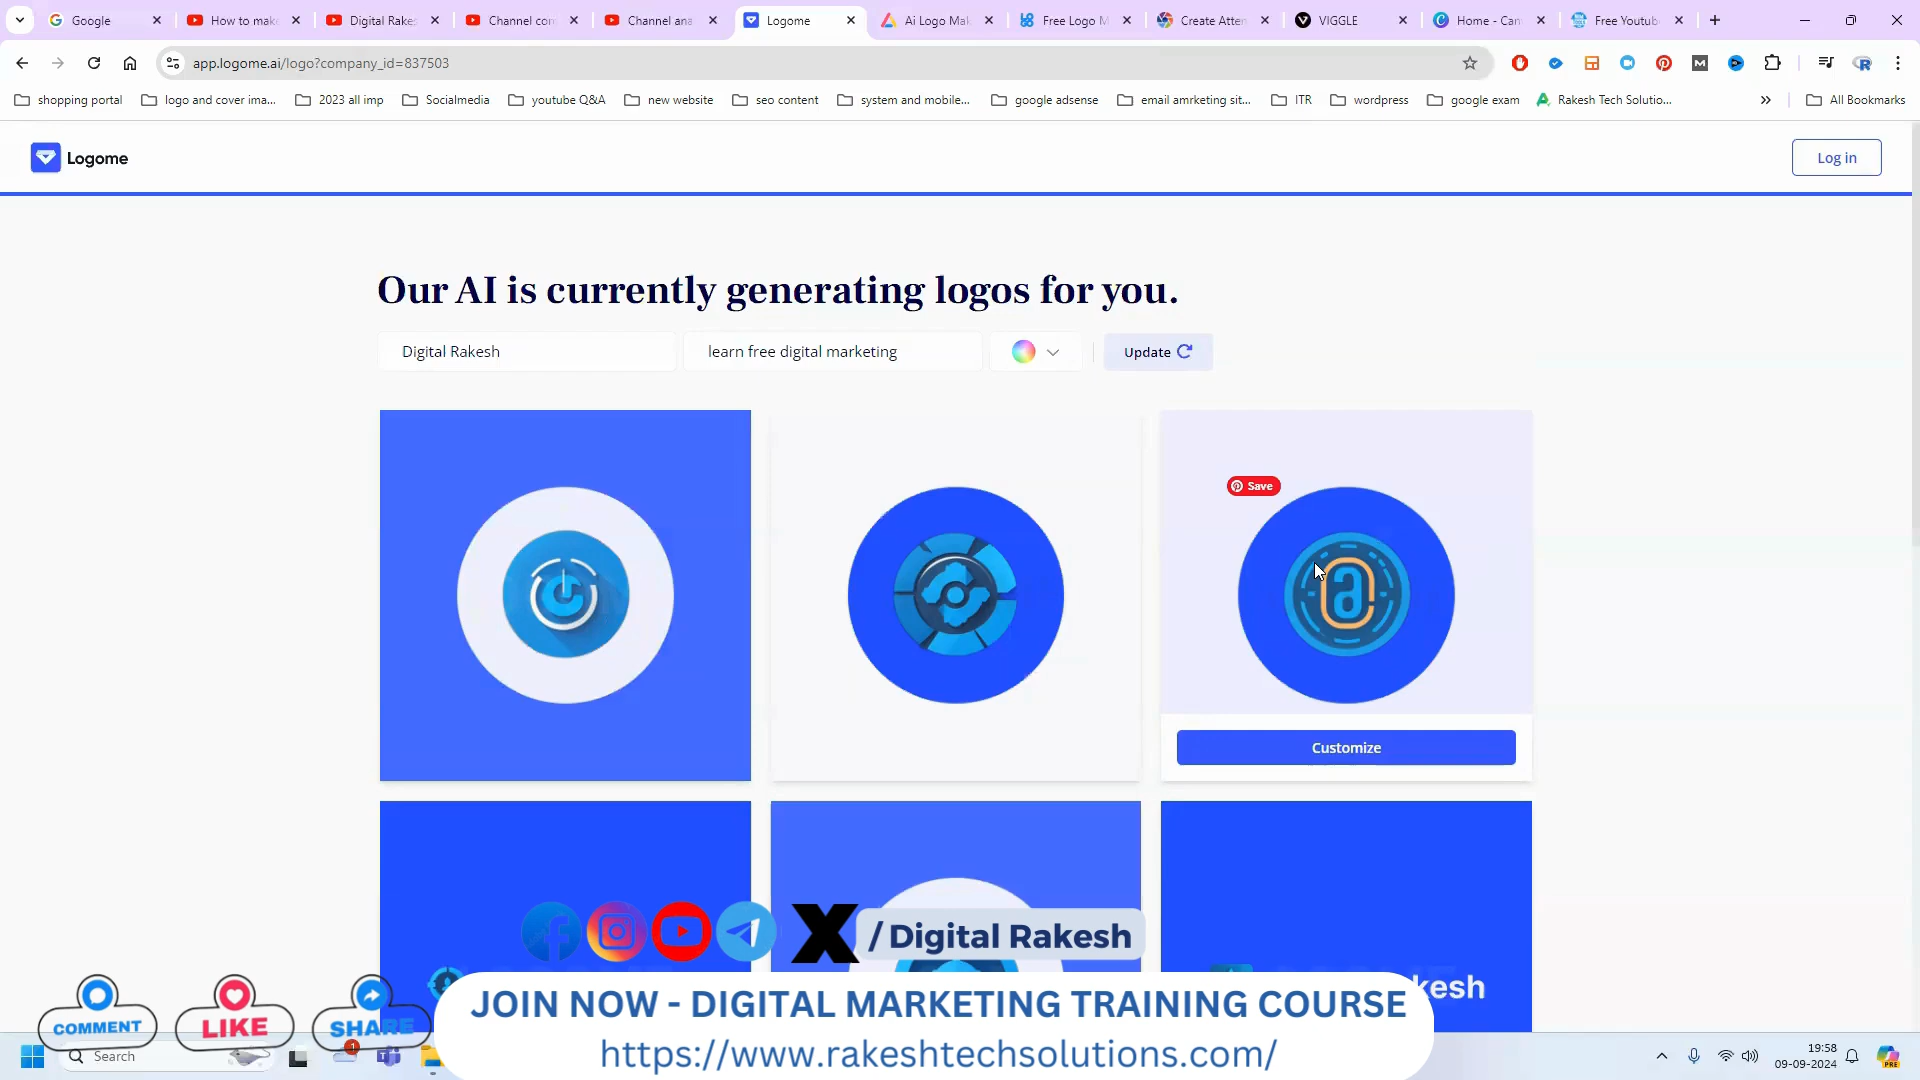 Google
How to make
Digital Rakes
Channel con
Channel ana
Logome
Ai Logo Mak
Free Logo M
Create Atten
VIGGLE
Home - Can
Free Youtub
app.logome.ai/logo?company_id=837503
shopping portal
logo and cover ima...
2023 all imp
Socialmedia
youtube Q&A
new website
seo content
system and mobile...
google adsense
email amrketing sit...
ITR
wordpress
google exam
Rakesh Tech Solutio...
All Bookmarks
Logome
Log in
Our AI is currently generating logos for you.
Digital Rakesh
learn free digital marketing
Update
Save
a
Customize
/Digital Rakesh
kesh
COMMENT
LIKE
SHARE
JOIN NOW - DIGITAL MARKETING TRAINING COURSE
https://www.rakeshtechsolutions.com/
Search
1
19:58
09-09-2024
PRE